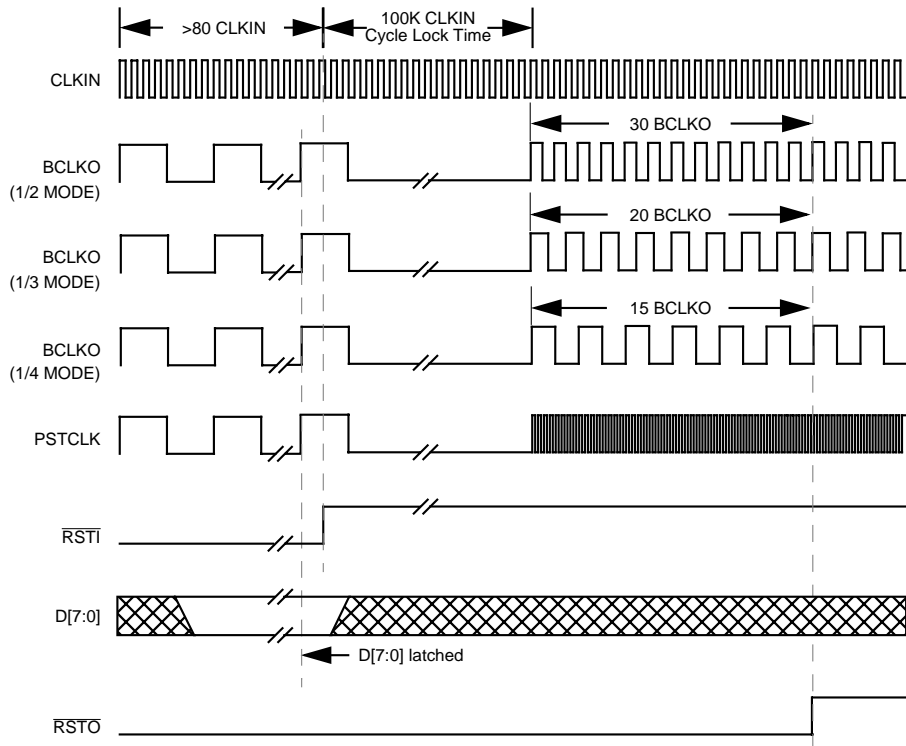 >80 CLKIN
100K CLKIN
Cycle Lock Time
CLKIN
30 BCLKO
BCLKO
(1/2 MODE)
20 BCLKO
BCLKO
(1/3 MODE)
15 BCLKO
BCLKO
(1/4 MODE)
PSTCLK
RSTI
D[7:0]
D[7:0] latched
RSTO